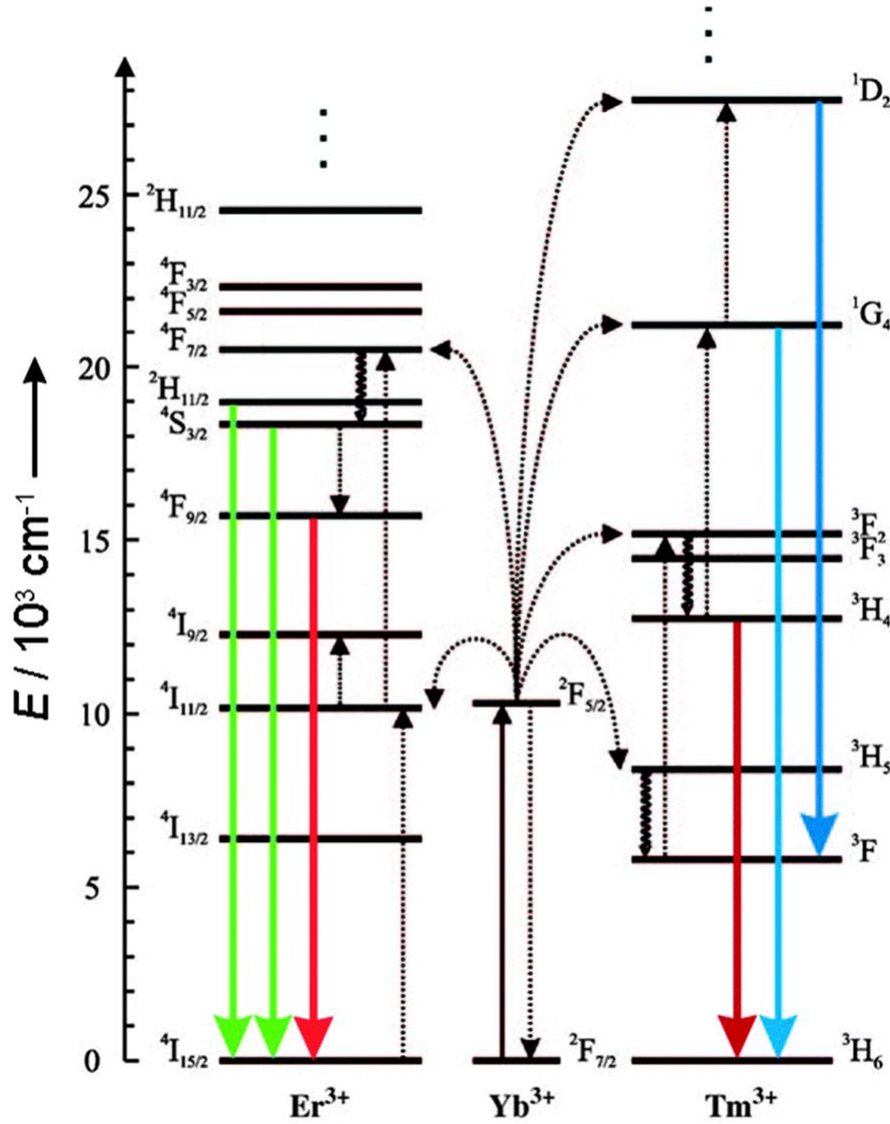 E / 10³ cm⁻¹
25
20
15
10
5
0
²H₁₁/₂
⁴F₃/₂
⁴F₅/₂
⁴F₇/₂
²H₁₁/₂
⁴S₃/₂
⁴F₉/₂
⁴I₉/₂
⁴I₁₁/₂
⁴I₁₃/₂
⁴I₁₅/₂
Er³⁺
²F₅/₂
²F₇/₂
Yb³⁺
¹D₂
¹G₄
³F₂
³F₃
³H₄
³H₅
³F
³H₆
Tm³⁺